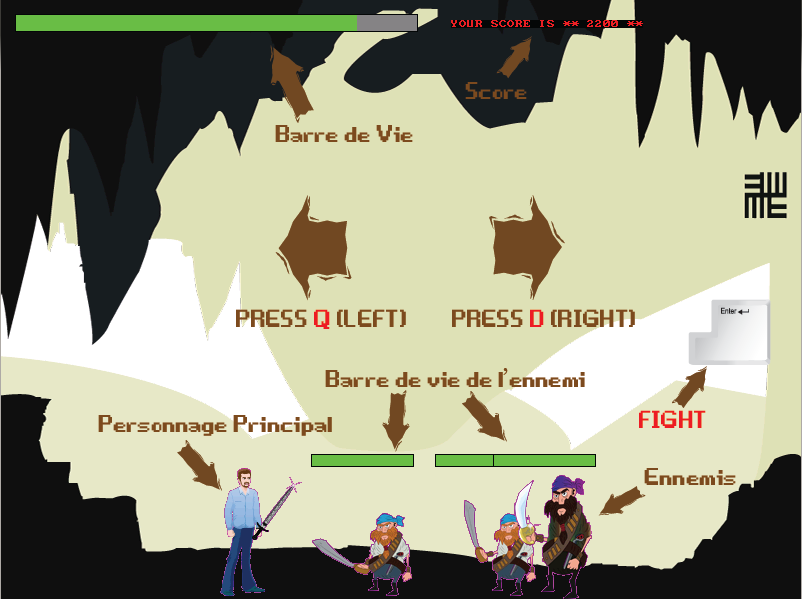 YOUR SCORE IS ** 2200 **
Score
Barre de Vie
PRESS Q (LEFT)
PRESS D (RIGHT)
Enter
Barre de vie de l'ennemi
FIGHT
Personnage Principal
Ennemis